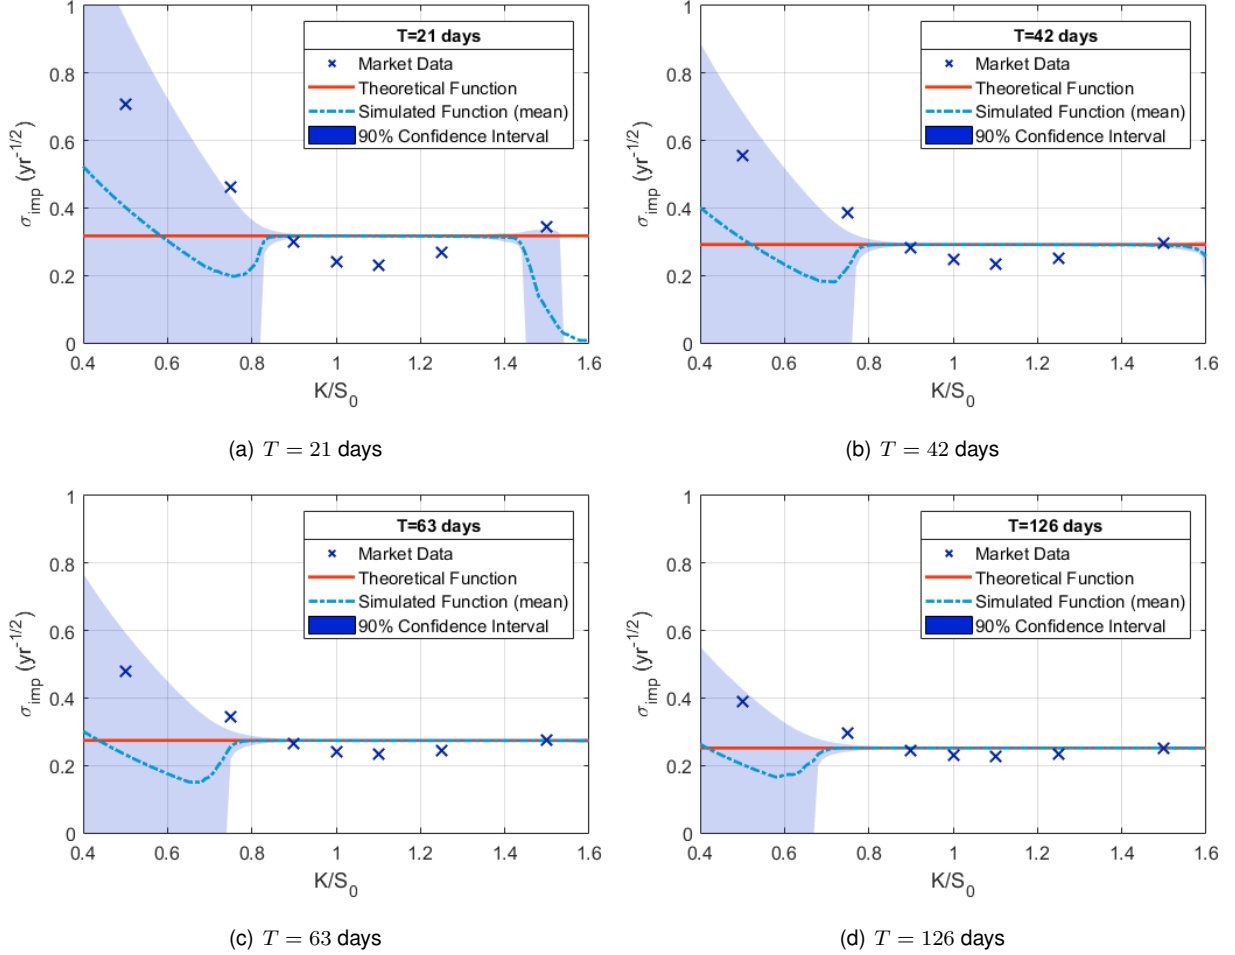 T=21 days
Market Data
Theoretical Function
Simulated Function (mean)
90% Confidence Interval
σimp (yr-1/2)
1
0.8
0.6
0.4
0.2
0
0.4 0.6 0.8 1 1.2 1.4 1.6
K/S0
(a) T = 21 days
T=42 days
Market Data
Theoretical Function
Simulated Function (mean)
90% Confidence Interval
σimp (yr-1/2)
1
0.8
0.6
0.4
0.2
0
0.4 0.6 0.8 1 1.2 1.4 1.6
K/S0
(b) T = 42 days
T=63 days
Market Data
Theoretical Function
Simulated Function (mean)
90% Confidence Interval
σimp (yr-1/2)
1
0.8
0.6
0.4
0.2
0
0.4 0.6 0.8 1 1.2 1.4 1.6
K/S0
(c) T = 63 days
T=126 days
Market Data
Theoretical Function
Simulated Function (mean)
90% Confidence Interval
σimp (yr-1/2)
1
0.8
0.6
0.4
0.2
0
0.4 0.6 0.8 1 1.2 1.4 1.6
K/S0
(d) T = 126 days